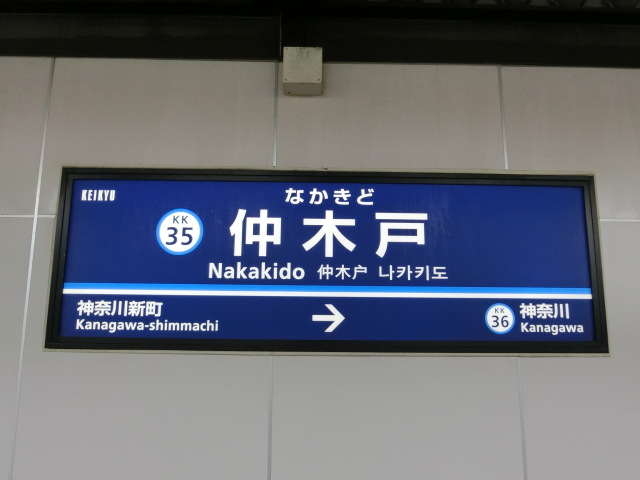 KEIKYU
なかきど
KK
35
仲木戸
Nakakido 仲木户 나카키도
神奈川新町
Kanagawa-shimmachi
→
KK
36
神奈川
Kanagawa